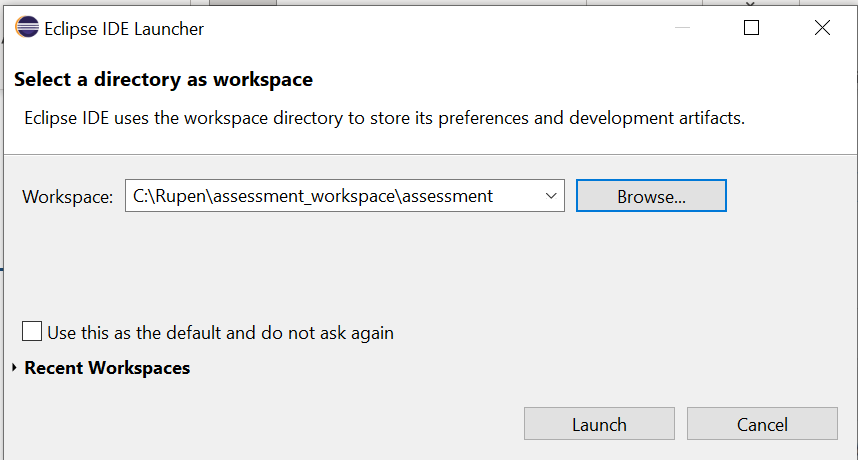 Eclipse IDE Launcher
Select a directory as workspace
Eclipse IDE uses the workspace directory to store its preferences and development artifacts.
Workspace: C:\Rupen\assessment_workspace\assessment Browse...
Use this as the default and do not ask again
Recent Workspaces
Launch Cancel